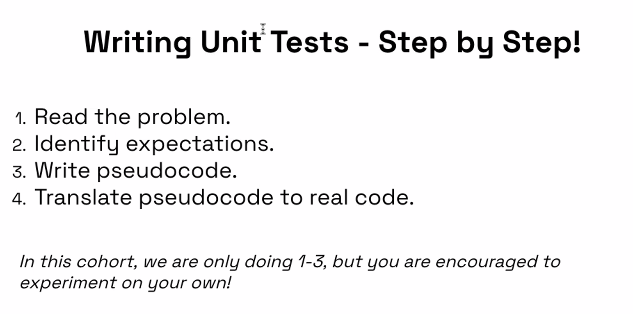 Writing Unit Tests - Step by Step!
1. Read the problem.
2. Identify expectations.
3. Write pseudocode.
4. Translate pseudocode to real code.
In this cohort, we are only doing 1-3, but you are encouraged to
experiment on your own!